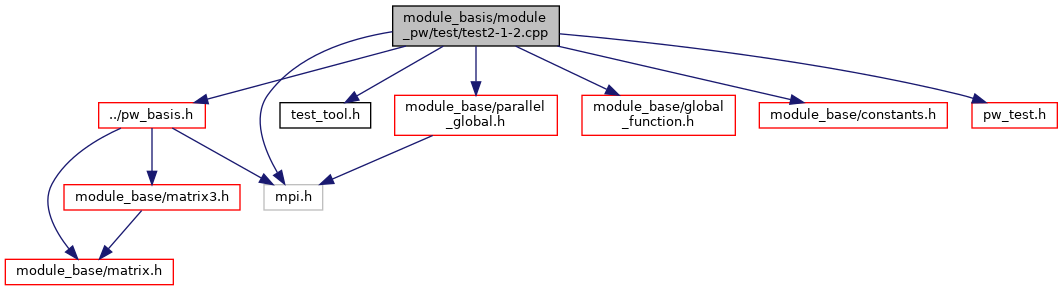 module_basis/module
_pw/test/test2-1-2.cpp
../pw_basis.h
test_tool.h
module_base/parallel
_global.h
module_base/global
_function.h
module_base/constants.h
pw_test.h
module_base/matrix3.h
mpi.h
module_base/matrix.h